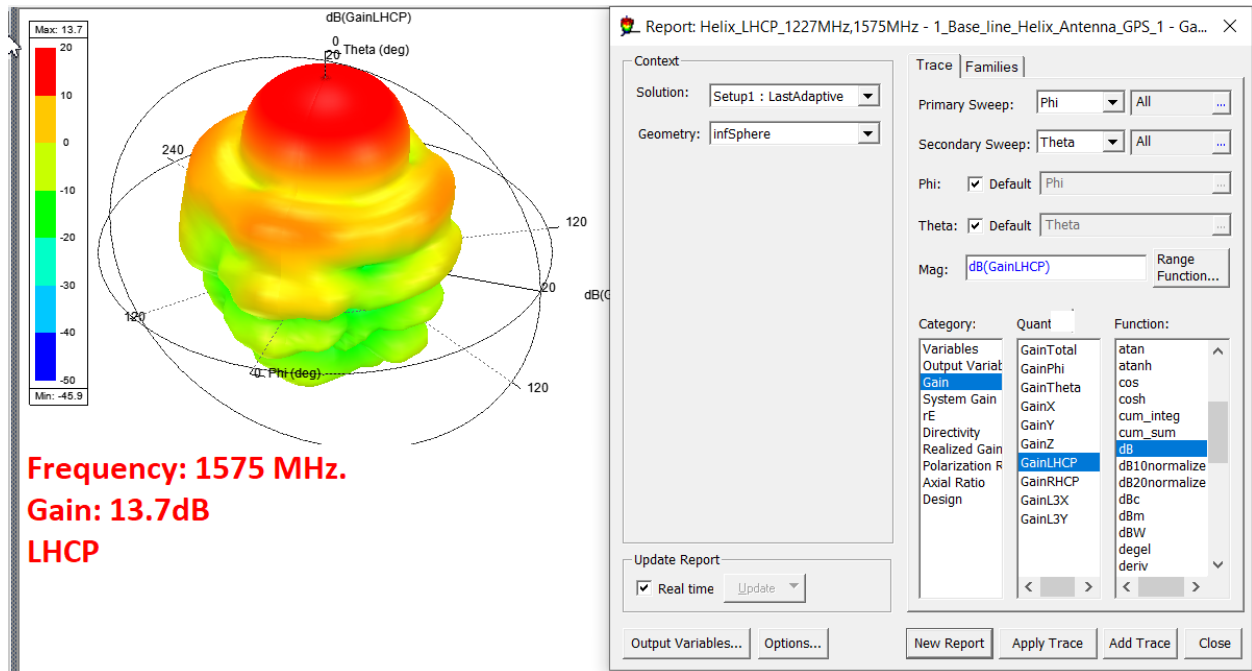 dB(GainLHCP)
Max: 13.7
20
10
0
-10
-20
-30
-40
-50
Min: -45.9
0
20
Theta (deg)
240
120
20
120
120
0
Phi (deg)
Frequency: 1575 MHz.
Gain: 13.7dB
LHCP
Report: Helix_LHCP_1227MHz,1575MHz - 1_Base_line_Helix_Antenna_GPS_1 - Ga...
Context
Solution:
Setup1 : LastAdaptive
Geometry:
infSphere
Update Report
Real time
Update
Output Variables...
Options...
Trace
Families
Primary Sweep:
Phi
All
...
Secondary Sweep:
Theta
All
...
Phi:
Default
Phi
...
Theta:
Default
Theta
...
Mag:
dB(GainLHCP)
Range
Function...
Category:
Variables
Output Variab
Gain
System Gain
rE
Directivity
Realized Gain
Polarization R
Axial Ratio
Design
Quant
GainTotal
GainPhi
GainTheta
GainX
GainY
GainZ
GainLHCP
GainRHCP
GainL3X
GainL3Y
Function:
atan
atanh
cos
cosh
cum_integ
cum_sum
dB
dB10normalize
dB20normalize
dBc
dBm
dBW
degel
deriv
New Report
Apply Trace
Add Trace
Close